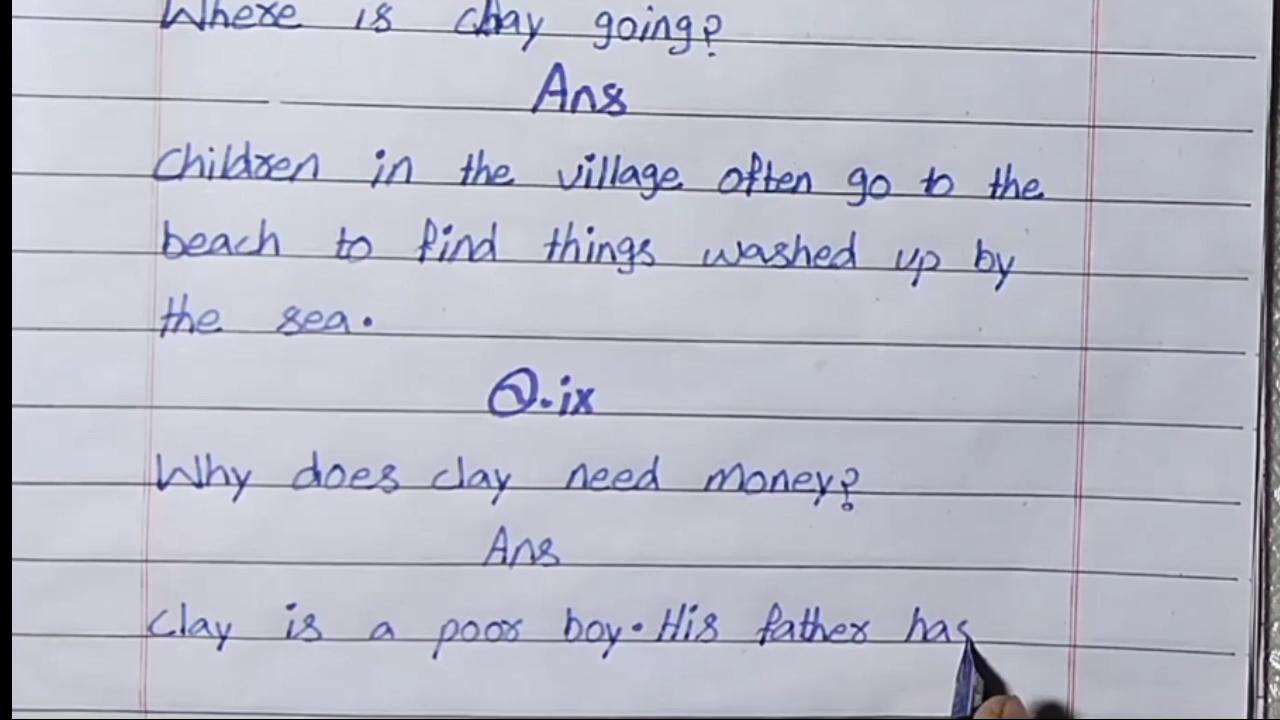 Where is clay going?
Ans
Children in the village often go to the
beach to find things washed up by
the sea.
Q.ix
Why does clay need money?
Ans
Clay is a poor boy. His father has